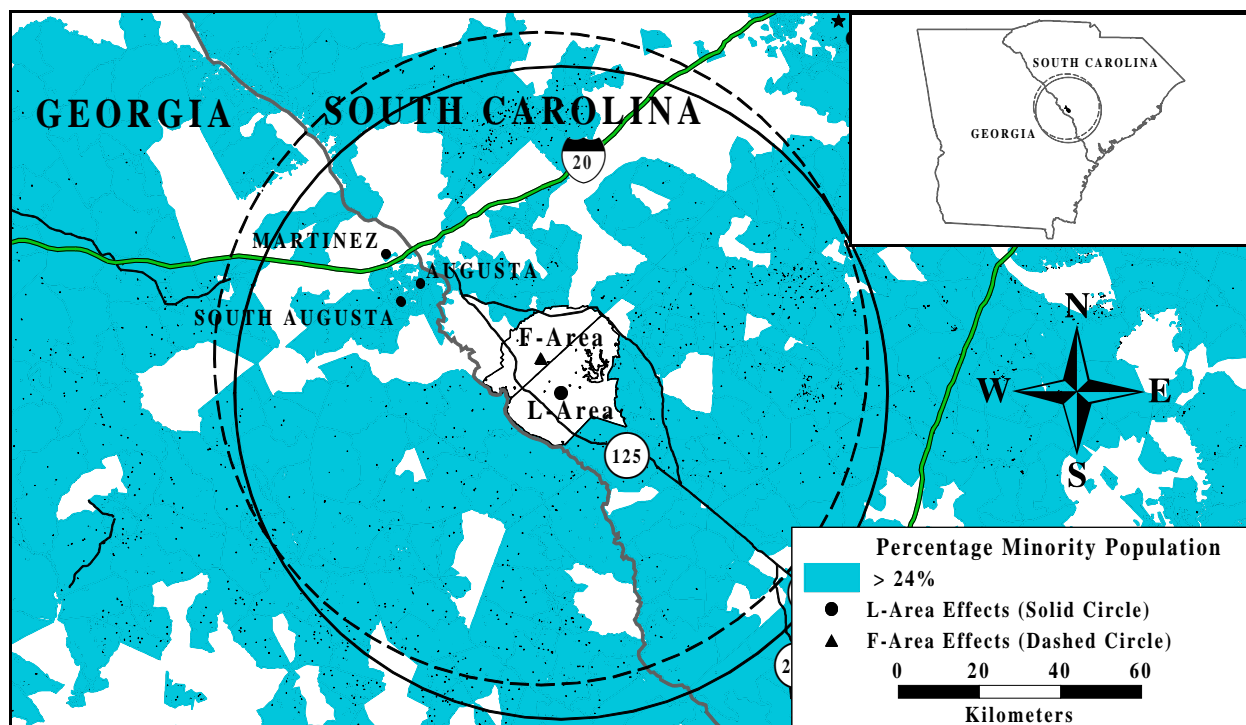 GEORGIA
SOUTH CAROLINA
20
MARTINEZ
AUGUSTA
SOUTH AUGUSTA
F-Area
L-Area
125
SOUTH CAROLINA
GEORGIA
N
W E
S
Percentage Minority Population
> 24%
L-Area Effects (Solid Circle)
F-Area Effects (Dashed Circle)
0 20 40 60
Kilometers